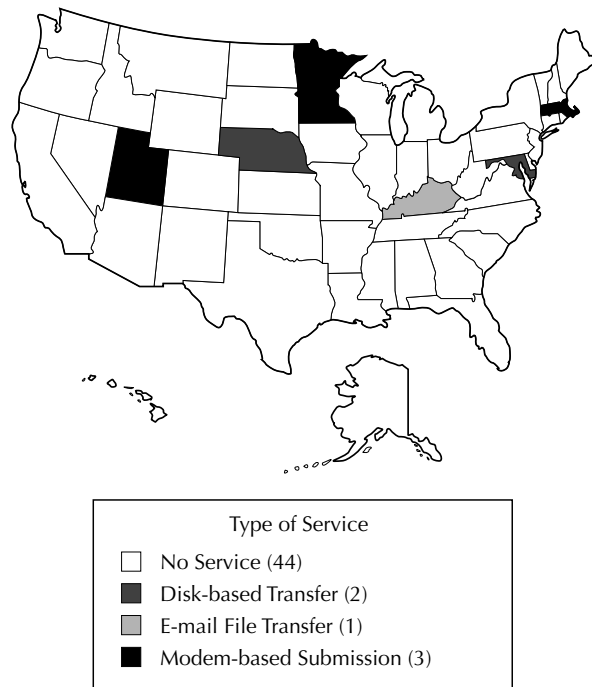 Type of Service
No Service (44)
Disk-based Transfer (2)
E-mail File Transfer (1)
Modem-based Submission (3)